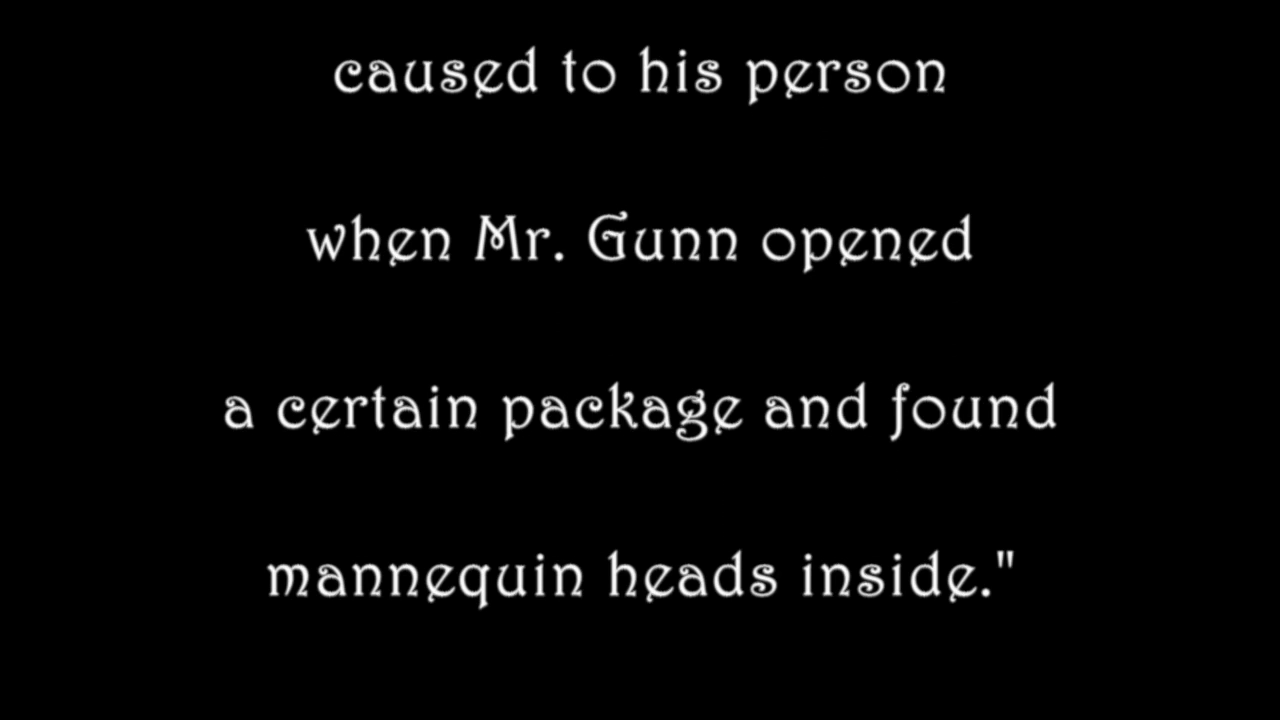 caused to his person
when Mr. Gunn opened
a certain package and found
mannequin heads inside."